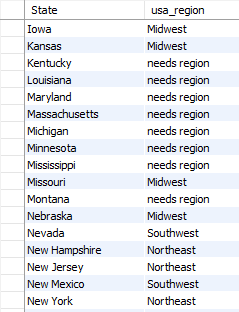 State usa_region
Iowa Midwest
Kansas Midwest
Kentucky needs region
Louisiana needs region
Maryland needs region
Massachusetts needs region
Michigan needs region
Minnesota needs region
Mississippi needs region
Missouri Midwest
Montana needs region
Nebraska Midwest
Nevada Southwest
New Hampshire Northeast
New Jersey Northeast
New Mexico Southwest
New York Northeast